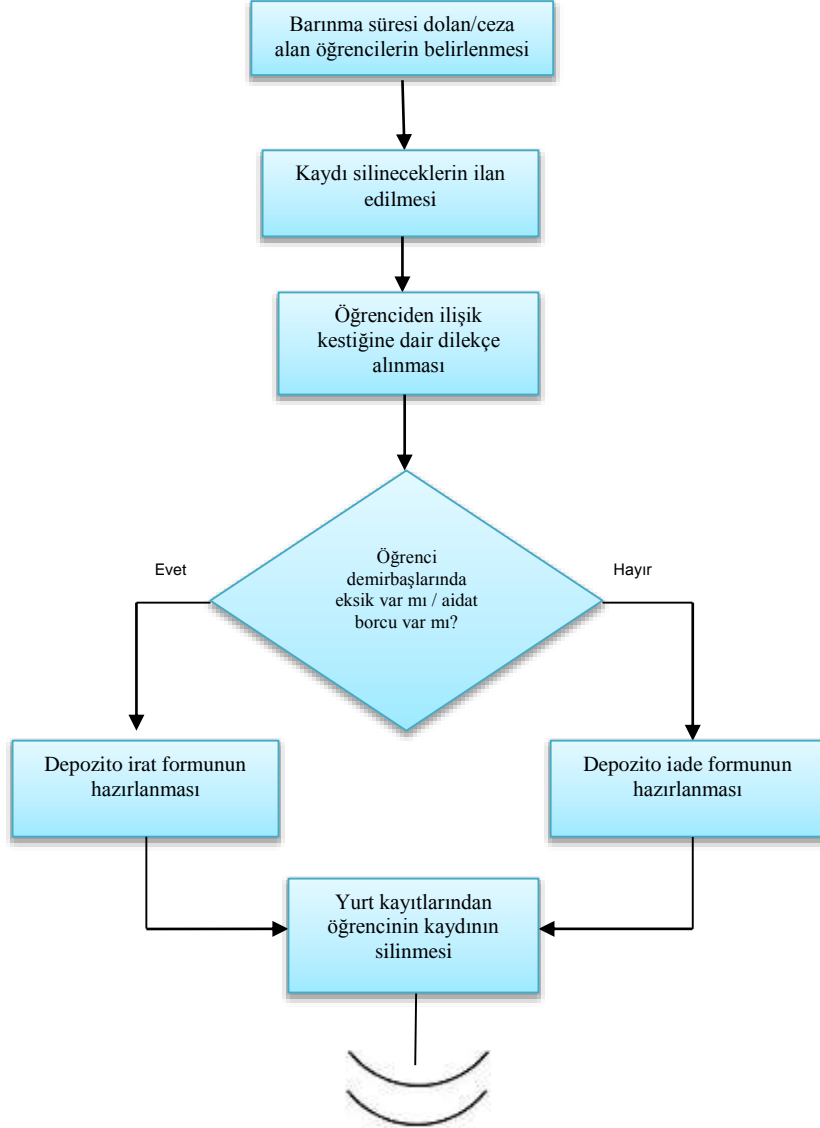 Barınma süresi dolan/ceza
alan öğrencilerin belirlenmesi
Kaydı silineceklerin ilan
edilmesi
Öğrenciden ilişik
kestiğine dair dilekçe
alınması
Öğrenci
demirbaşlarında
eksik var mı / aidat
borcu var mı?
Evet
Hayır
Depozito irat formunun
hazırlanması
Depozito iade formunun
hazırlanması
Yurt kayıtlarından
öğrencinin kaydının
silinmesi